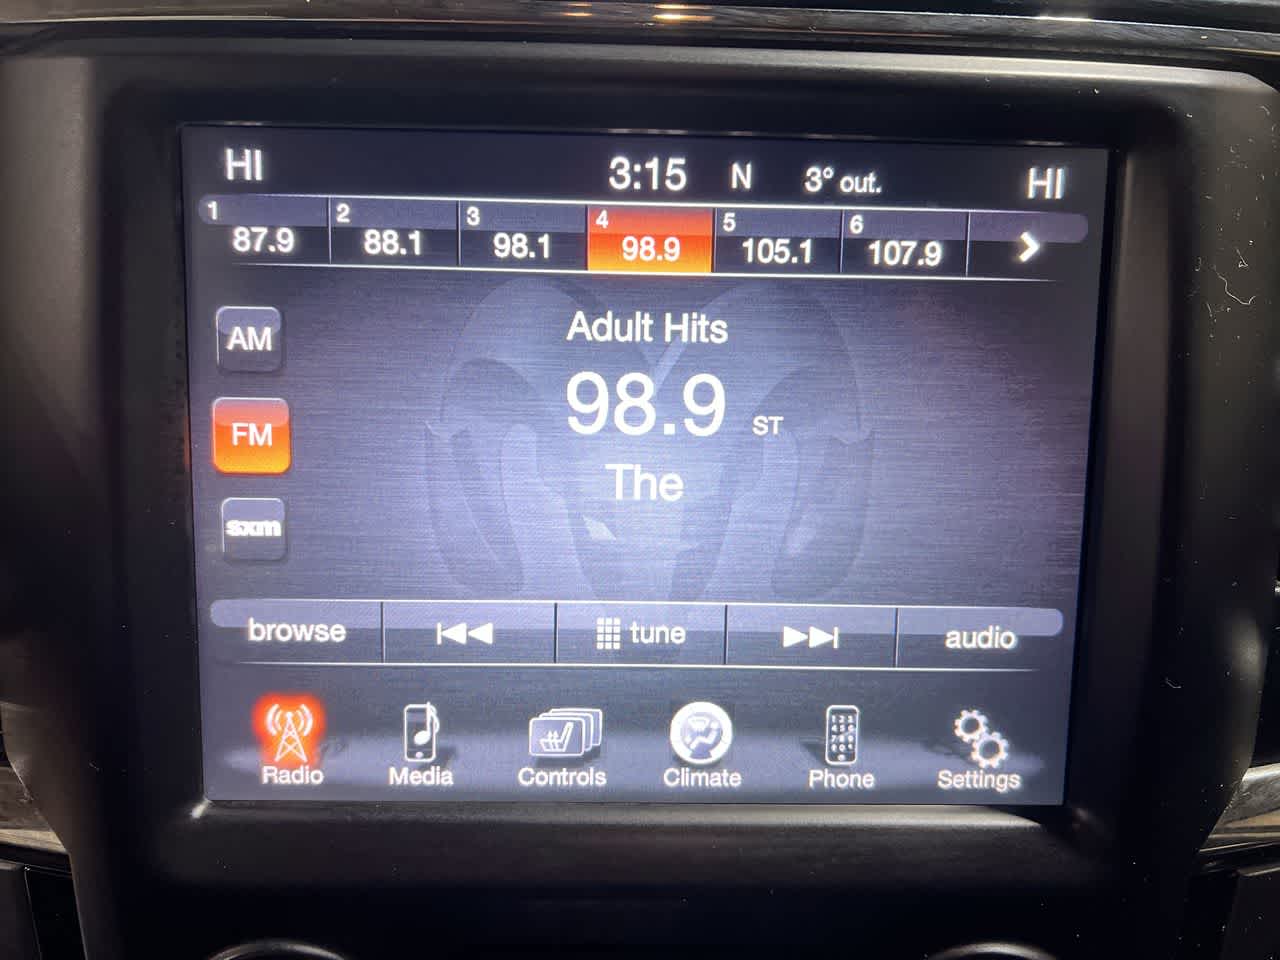 HI 3:15 N 3° out. HI
1 2 3 4 5 6
87.9 88.1 98.1 98.9 105.1 107.9
AM
Adult Hits
98.9 ST
FM
The
sxm
browse tune audio
Radio Media Controls Climate Phone Settings